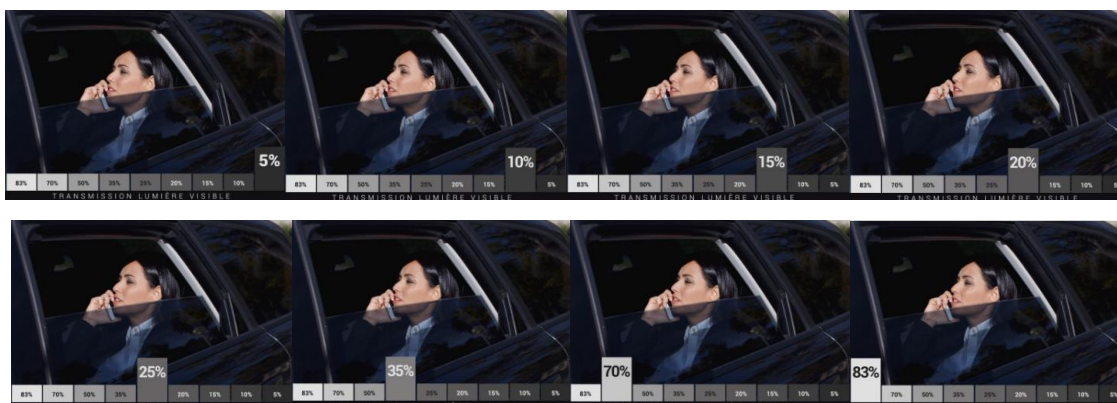 5%
83% 70% 50% 35% 25% 20% 15% 10%
TRANSMISSION LUMIÈRE VISIBLE
10%
83% 70% 50% 35% 25% 20% 15% 5%
TRANSMISSION LUMIÈRE VISIBLE
15%
83% 70% 50% 35% 25% 20% 10% 5%
TRANSMISSION LUMIÈRE VISIBLE
20%
83% 70% 50% 35% 25% 15% 10%
TRANSMISSION LUMIÈRE VISIBLE
25%
83% 70% 50% 35% 20% 15% 10% 5%
35%
83% 70% 50% 25% 20% 15% 10% 5%
70%
83% 50% 35% 25% 20% 15% 10% 5%
83%
70% 50% 35% 25% 20% 15% 10% 5%